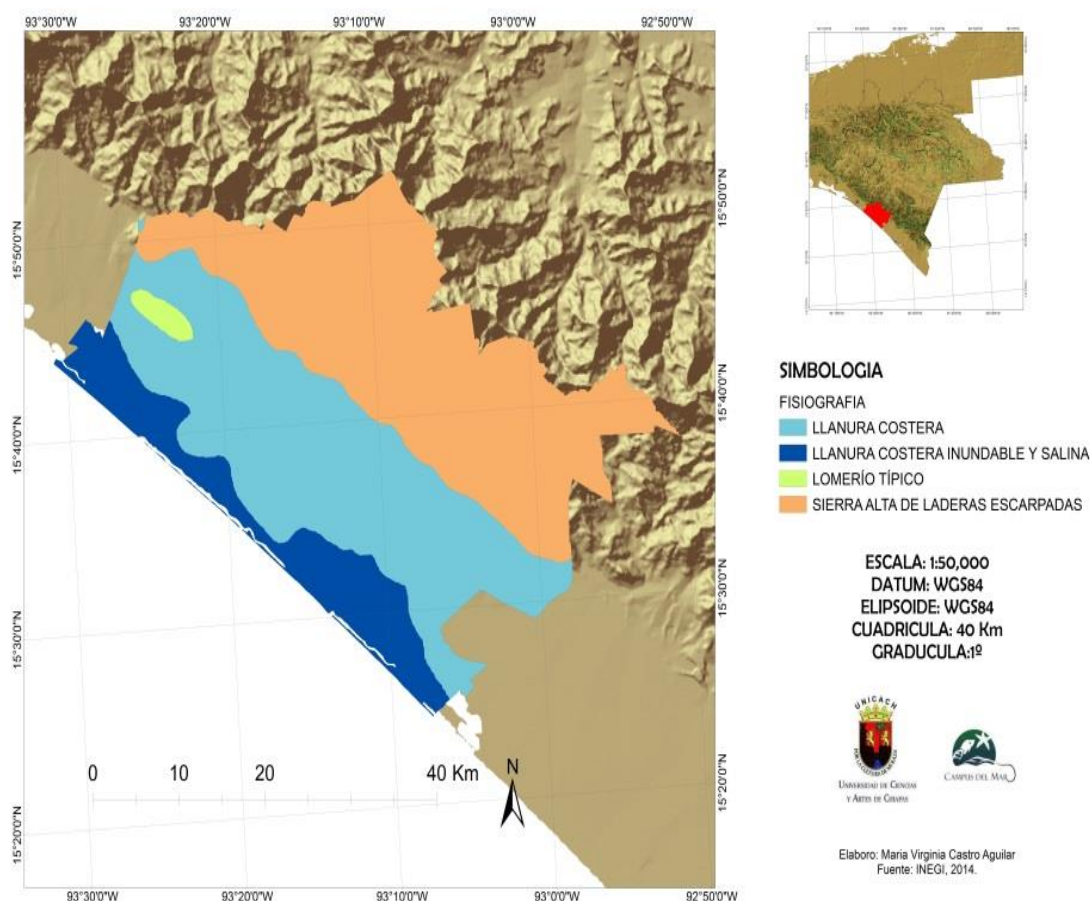 93°30'0"W 93°20'0"W 93°10'0"W 93°0'0"W 92°50'0"W
15°50'0"N
15°40'0"N
15°30'0"N
15°20'0"N
15°50'0"N
15°40'0"N
15°30'0"N
15°20'0"N
0 10 20 40 Km
N
93°30'0"W 93°20'0"W 93°10'0"W 93°0'0"W 92°50'0"W
SIMBOLOGIA
FISIOGRAFIA
LLANURA COSTERA
LLANURA COSTERA INUNDABLE Y SALINA
LOMERÍO TÍPICO
SIERRA ALTA DE LADERAS ESCARPADAS
ESCALA: 1:50,000
DATUM: WGS84
ELIPSOIDE: WGS84
CUADRICULA: 40 Km
GRADUCULA:1º
UNICACH
UNIVERSIDAD DE CIENCIAS
Y ARTES DE CHIAPAS
CAMPUS DEL MAR
Elaboro: Maria Virginia Castro Aguilar
Fuente: INEGI, 2014.